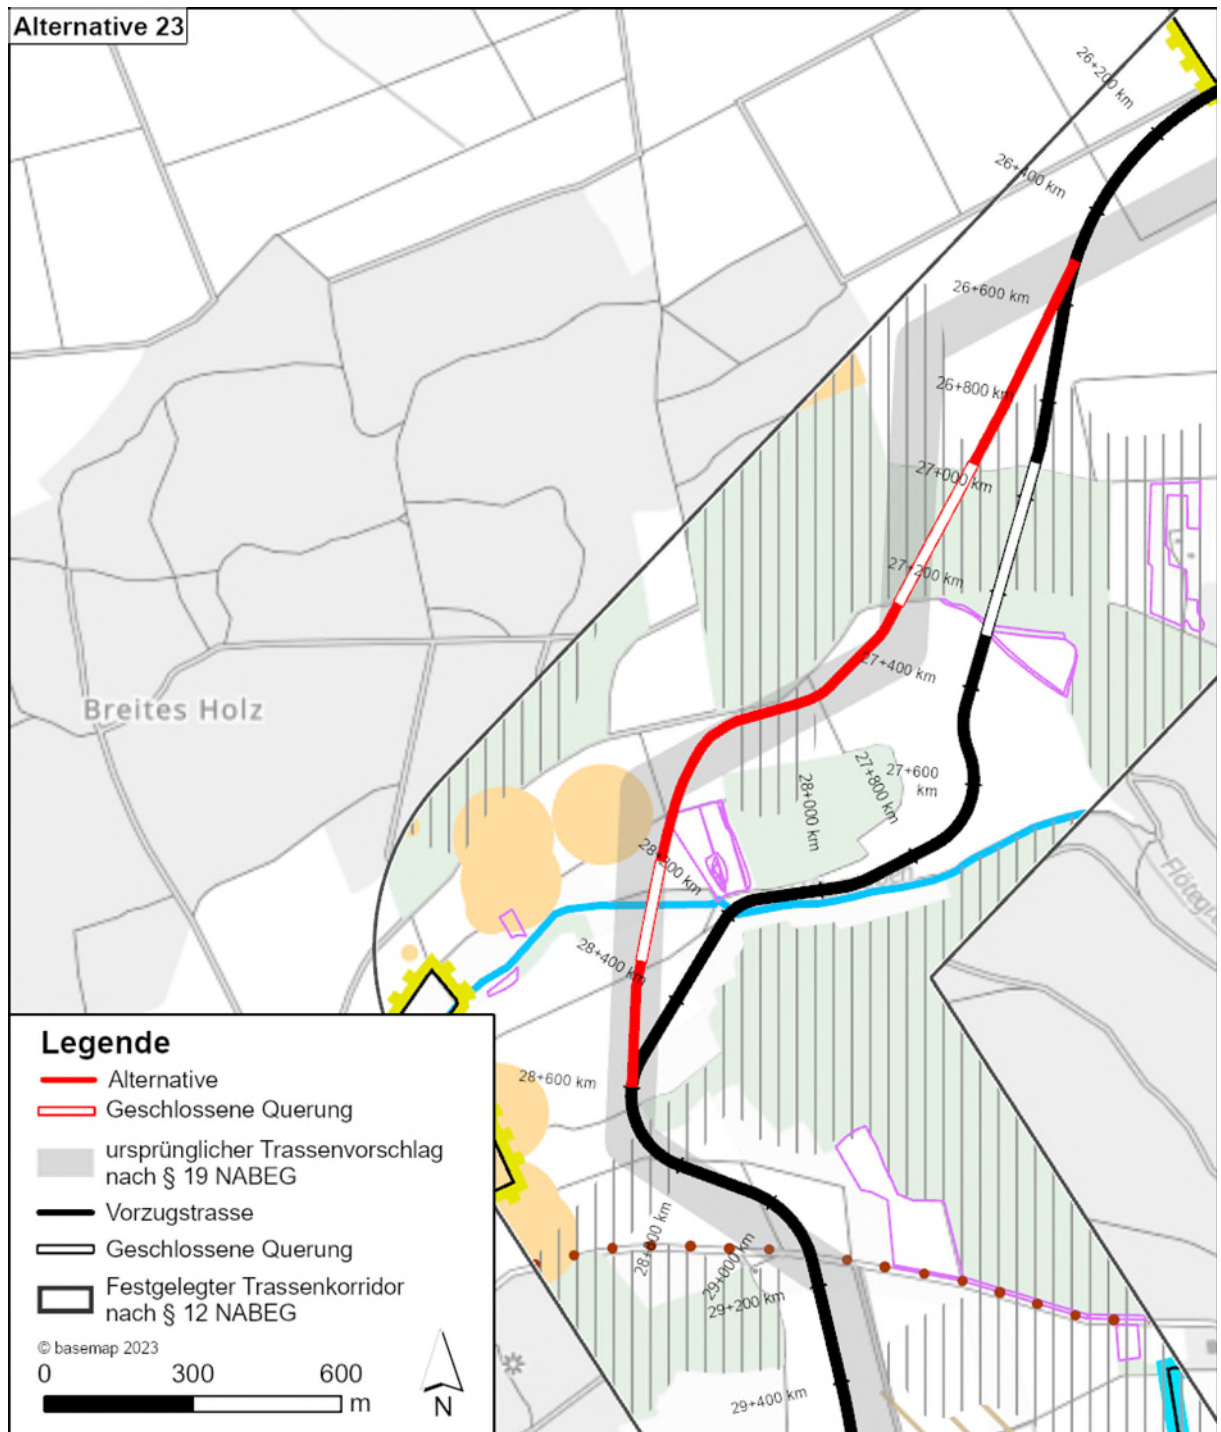 Alternative 23
26+200 km
26+400 km
26+600 km
26+800 km
27+000 km
27+200 km
27+400 km
27+600
km
27+800 km
28+000 km
28+200 km
28+400 km
28+600 km
28+800 km
29+000 km
29+200 km
29+400 km
Breites Holz
Legende
Alternative
Geschlossene Querung
ursprünglicher Trassenvorschlag
nach § 19 NABEG
Vorzugstrasse
Geschlossene Querung
Festgelegter Trassenkorridor
nach § 12 NABEG
© basemap 2023
0 300 600
m
N